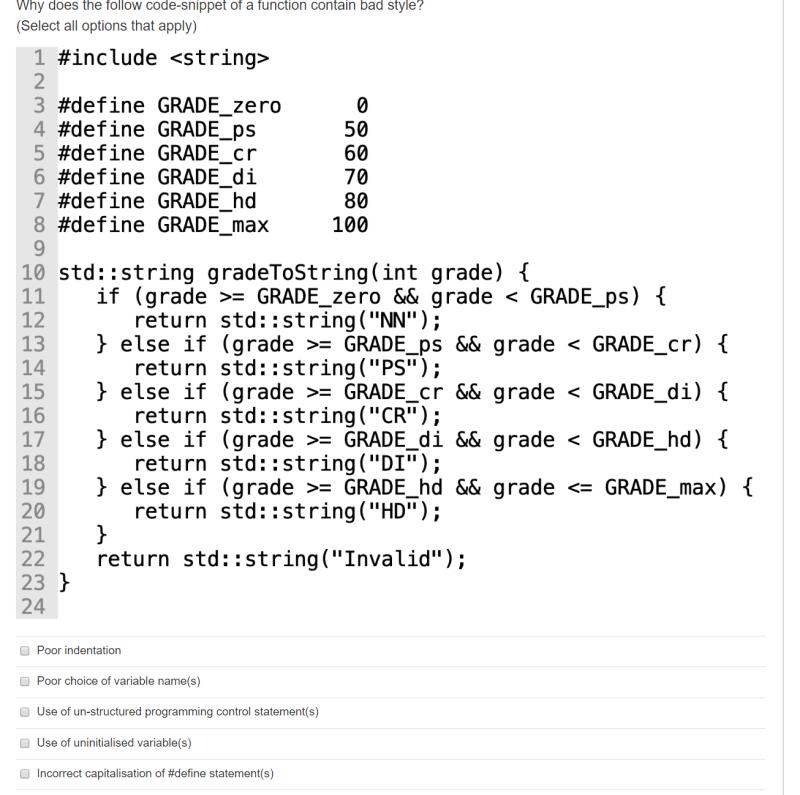 Why does the follow code-snippet of a function contain bad style?
(Select all options that apply)
1 #include <string>
2
3 #define GRADE_zero 0
4 #define GRADE_ps 50
5 #define GRADE_cr 60
6 #define GRADE_di 70
7 #define GRADE_hd 80
8 #define GRADE_max 100
9
10 std::string gradeToString(int grade) {
11 if (grade >= GRADE_zero && grade < GRADE_ps) {
12 return std::string("NN");
13 } else if (grade >= GRADE_ps && grade < GRADE_cr) {
14 return std::string("PS");
15 } else if (grade >= GRADE_cr && grade < GRADE_di) {
16 return std::string("CR");
17 } else if (grade >= GRADE_di && grade < GRADE_hd) {
18 return std::string("DI");
19 } else if (grade >= GRADE_hd && grade <= GRADE_max) {
20 return std::string("HD");
21 }
22 return std::string("Invalid");
23 }
24
Poor indentation
Poor choice of variable name(s)
Use of un-structured programming control statement(s)
Use of uninitialised variable(s)
Incorrect capitalisation of #define statement(s)